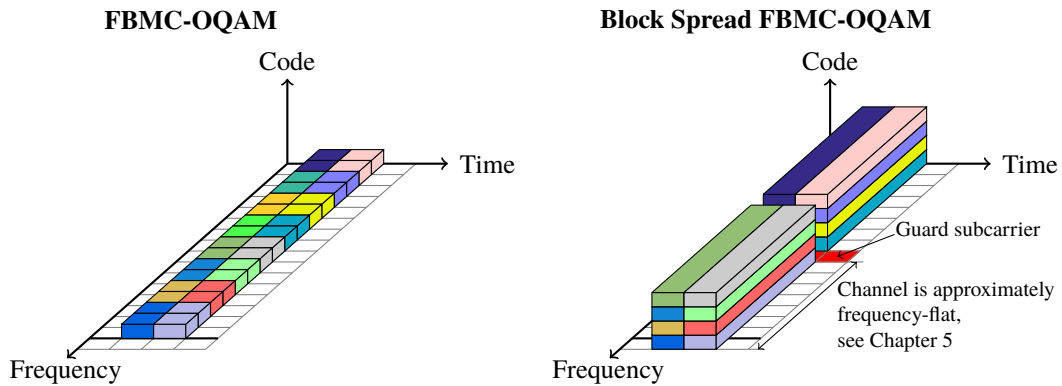 FBMC-OQAM
Code
Time
Frequency
Block Spread FBMC-OQAM
Code
Time
Guard subcarrier
Channel is approximately
frequency-flat,
see Chapter 5
Frequency